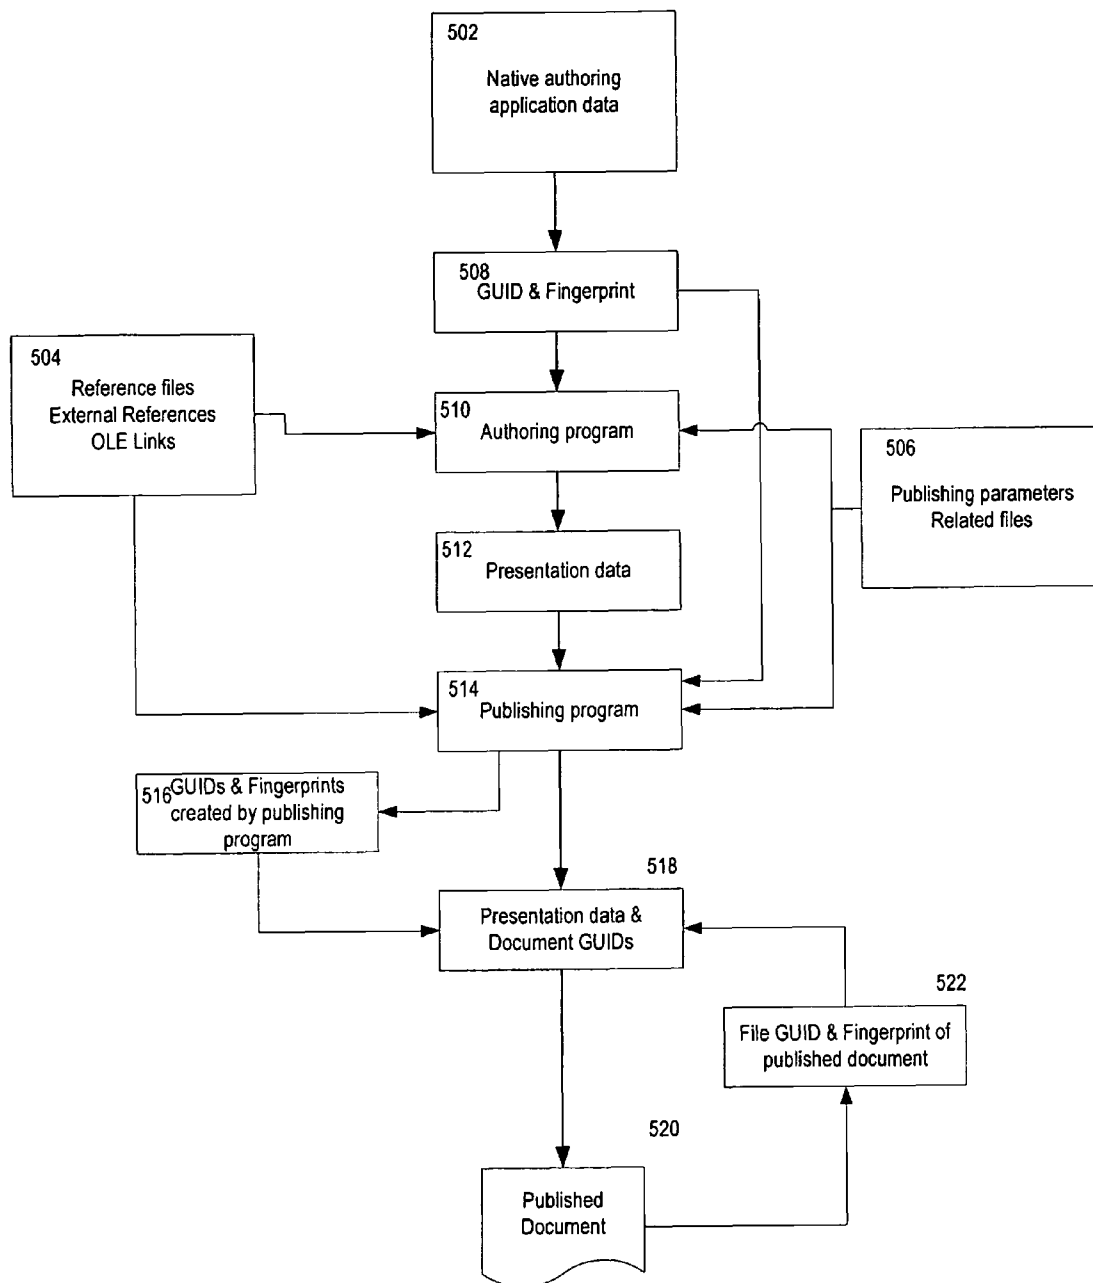 502
Native authoring
application data
508
GUID & Fingerprint
504
Reference files
External References
OLE Links
510
Authoring program
506
Publishing parameters
Related files
512
Presentation data
514
Publishing program
516
GUIDs & Fingerprints
created by publishing
program
518
Presentation data &
Document GUIDs
522
File GUID & Fingerprint of
published document
520
Published
Document